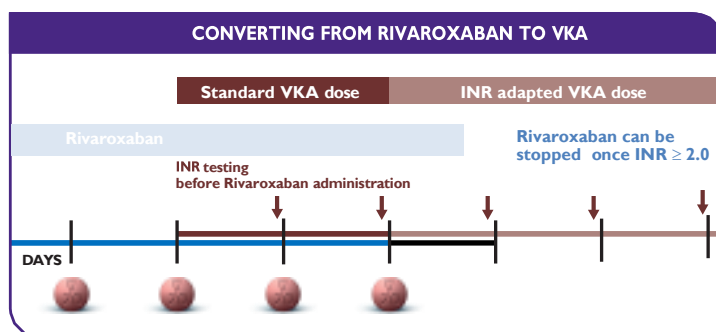 CONVERTING FROM RIVAROXABAN TO VKA
Standard VKA dose
INR adapted VKA dose
Rivaroxaban
Rivaroxaban can be
stopped once INR ≥ 2.0
INR testing
before Rivaroxaban administration
DAYS